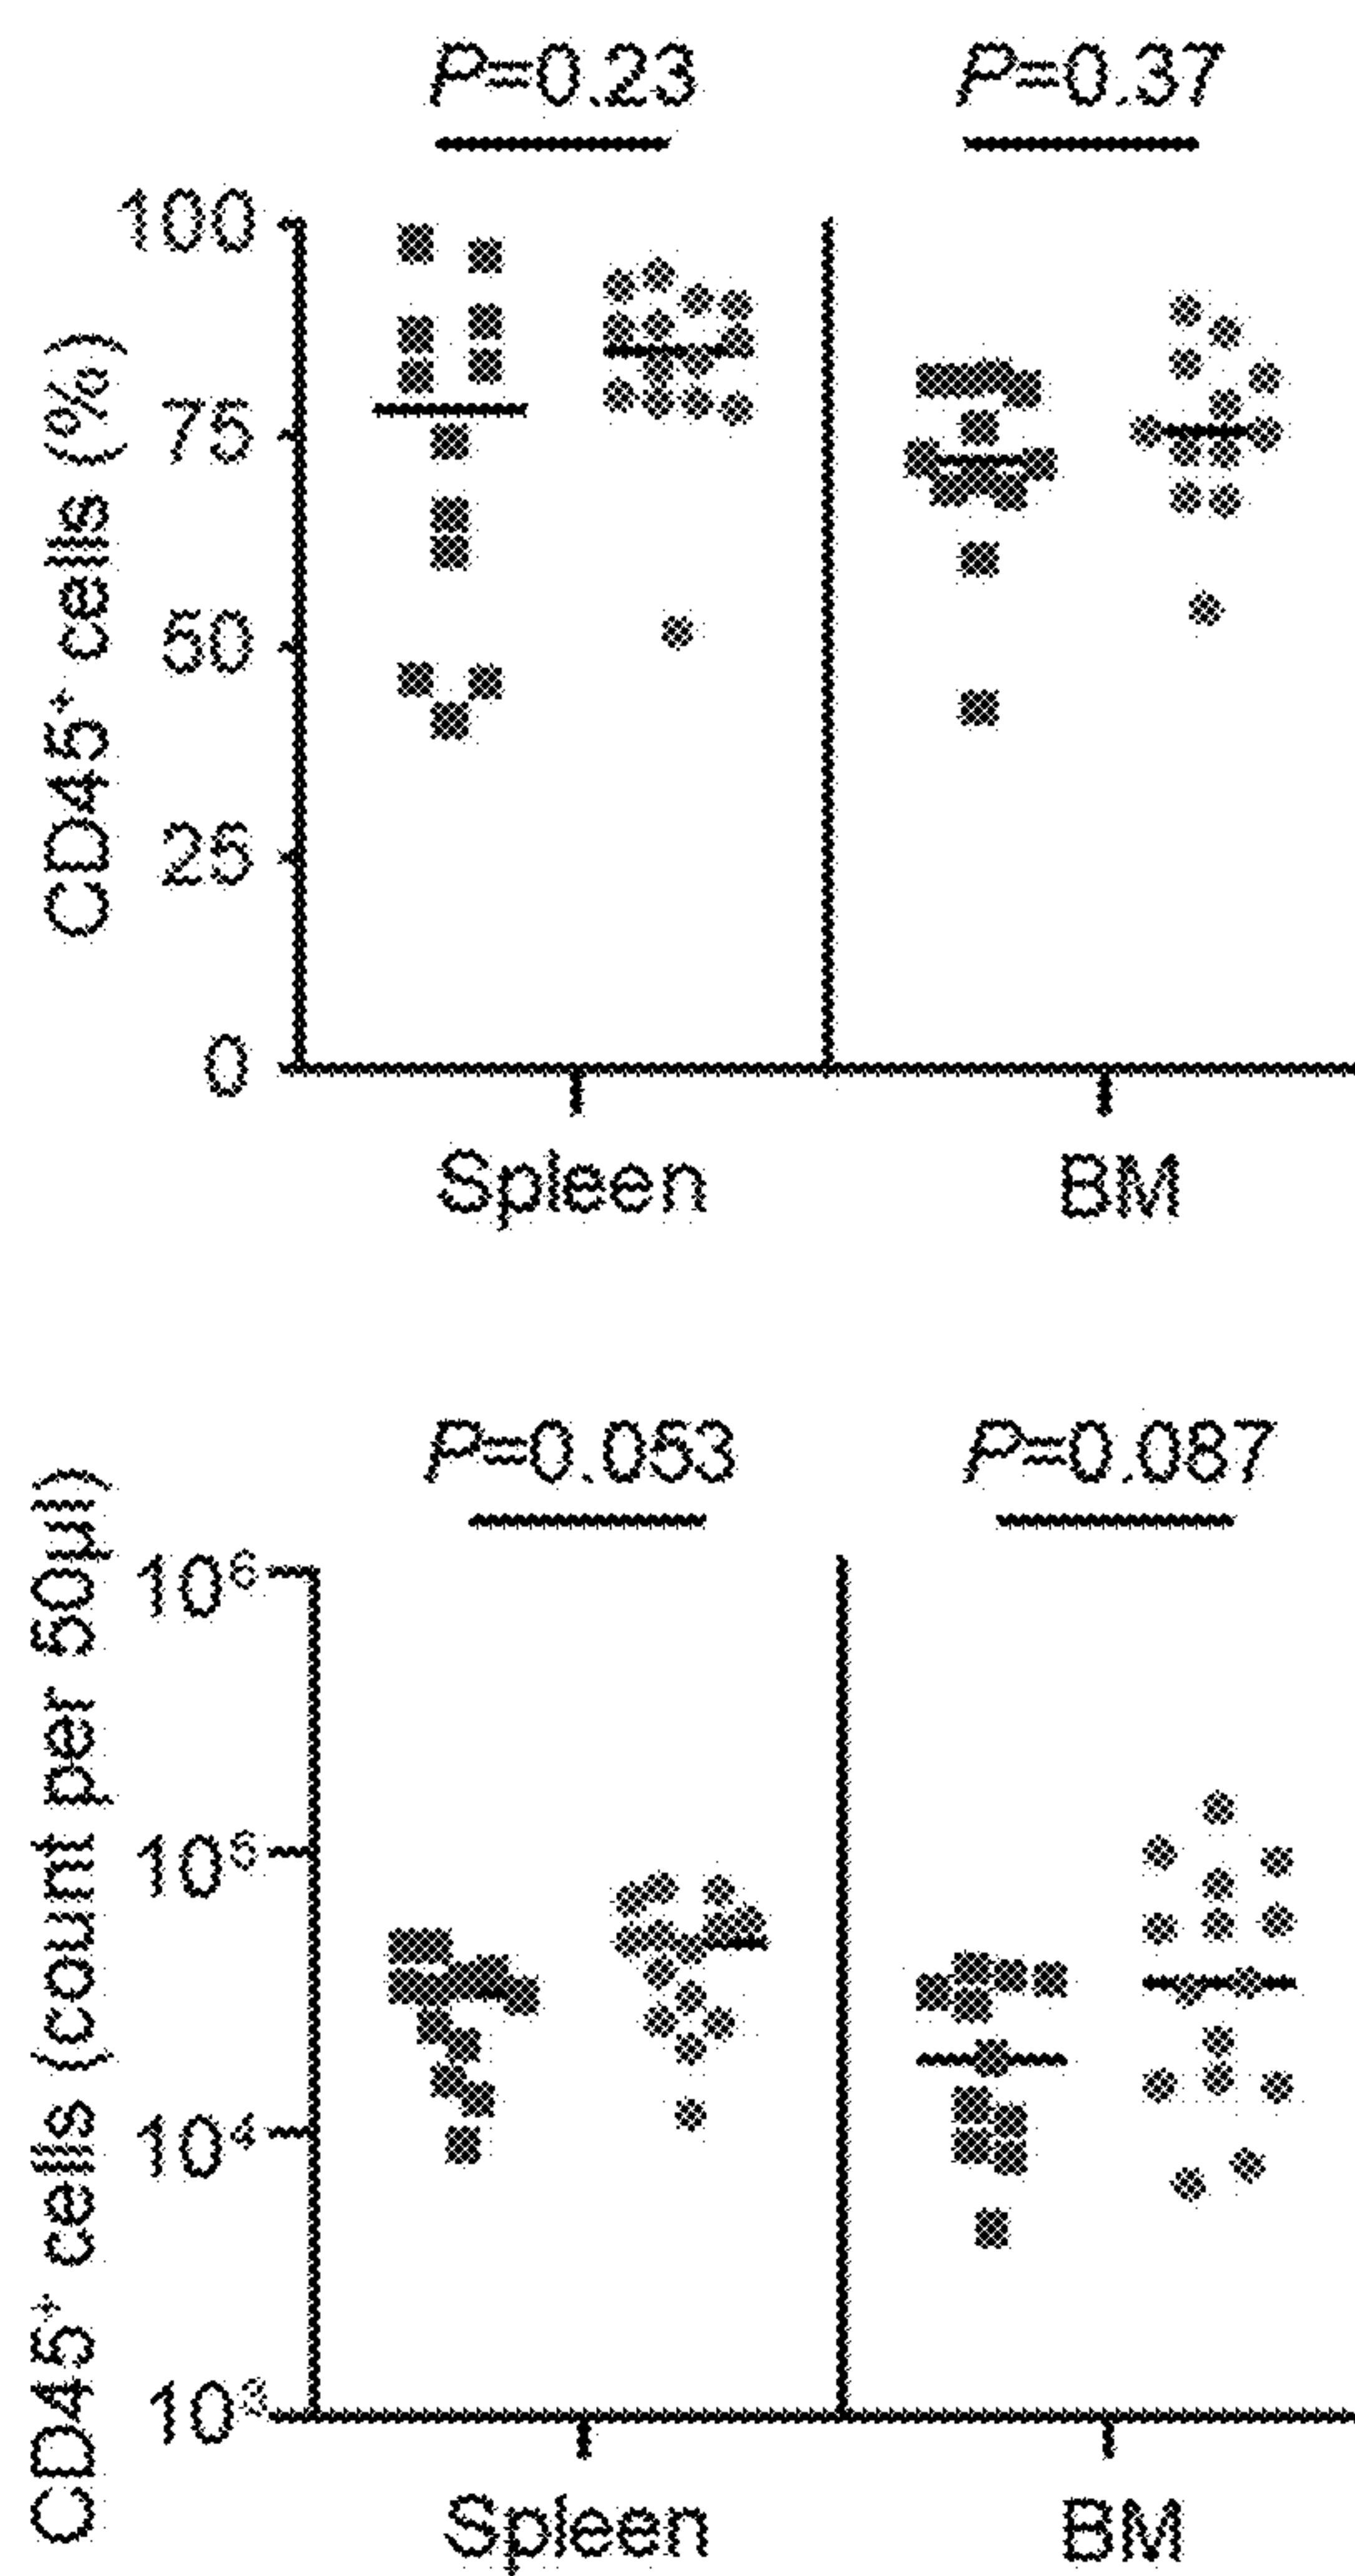 P=0.23
P=0.37
CD45⁺ cells (%)
100
75
50
25
0
Spleen
BM
P=0.053
P=0.087
CD45⁺ cells (count per 50µl)
10⁶
10⁵
10⁴
10³
Spleen
BM